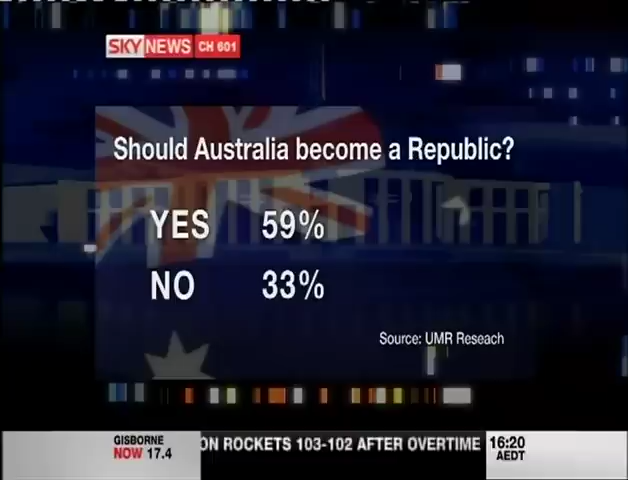 SKY NEWS CH 601
Should Australia become a Republic?
YES 59%
NO 33%
Source: UMR Reseach
GISBORNE
NOW 17.4
ON ROCKETS 103-102 AFTER OVERTIME
16:20
AEDT